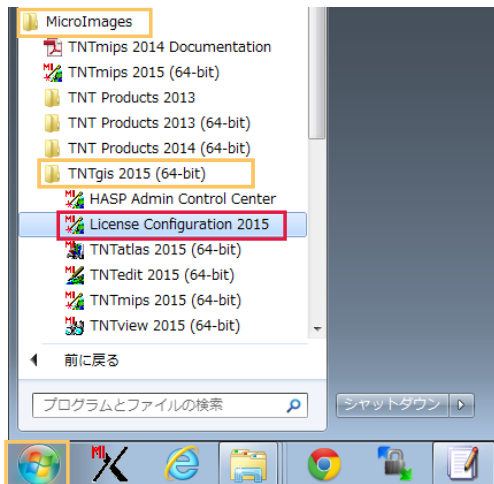 MicroImages
TNTmips 2014 Documentation
TNTmips 2015 (64-bit)
TNT Products 2013
TNT Products 2013 (64-bit)
TNT Products 2014 (64-bit)
TNTgis 2015 (64-bit)
HASP Admin Control Center
License Configuration 2015
TNTatlas 2015 (64-bit)
TNTedit 2015 (64-bit)
TNTmips 2015 (64-bit)
TNTview 2015 (64-bit)
前に戻る
プログラムとファイルの検索
シャットダウン
MI